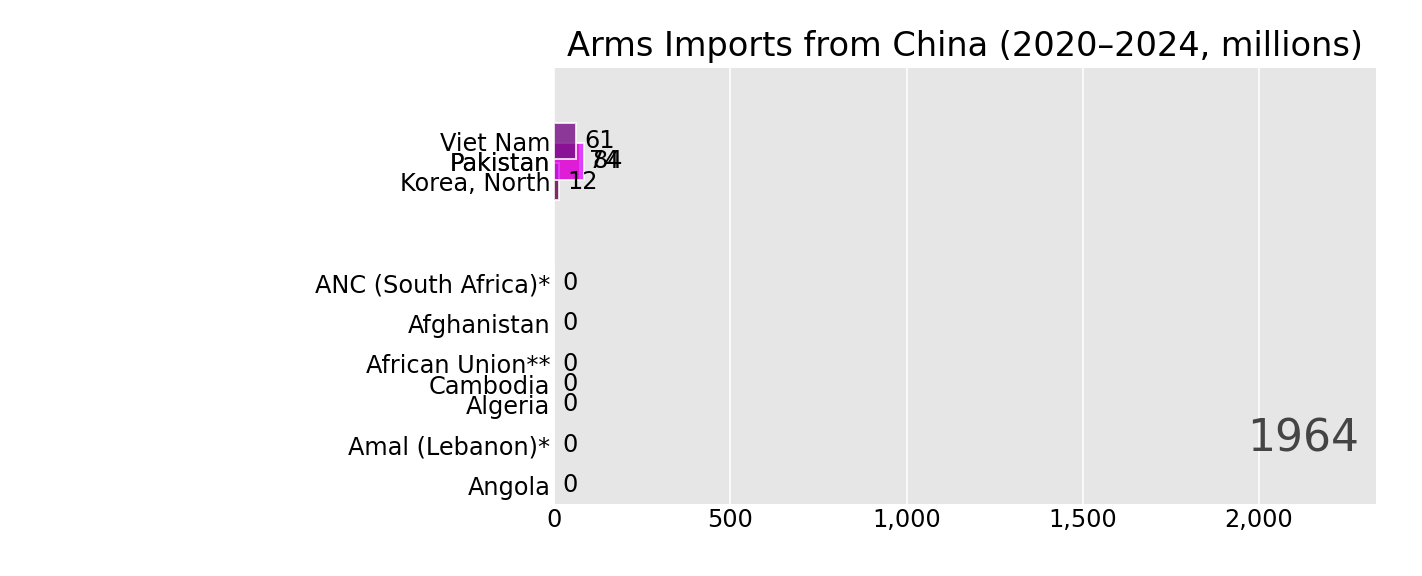 Arms Imports from China (2020–2024, millions)
Viet Nam 61
Pakistan 84
Korea, North 12
ANC (South Africa)* 0
Afghanistan 0
African Union** 0
Cambodia 0
Algeria 0
Amal (Lebanon)* 0
1964
Angola 0
0 500 1,000 1,500 2,000